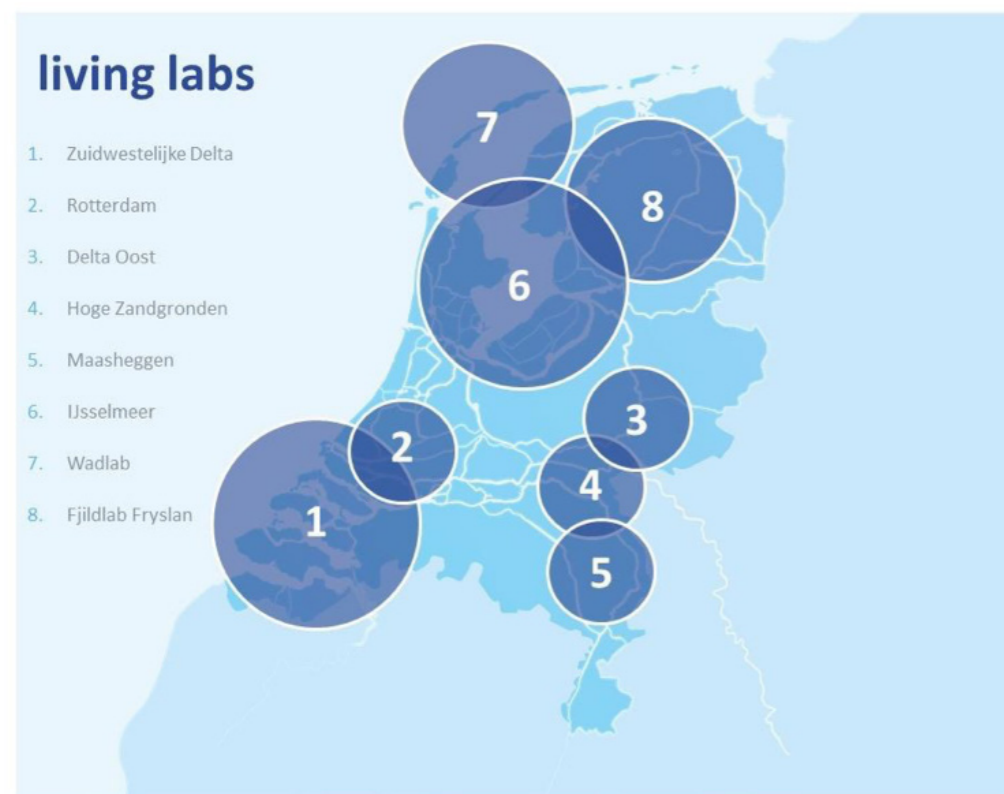 living labs
1. Zuidwestelijke Delta
2. Rotterdam
3. Delta Oost
4. Hoge Zandgronden
5. Maasheggen
6. IJsselmeer
7. Wadlab
8. Fjildlab Fryslan
7
8
6
3
2
4
1
5